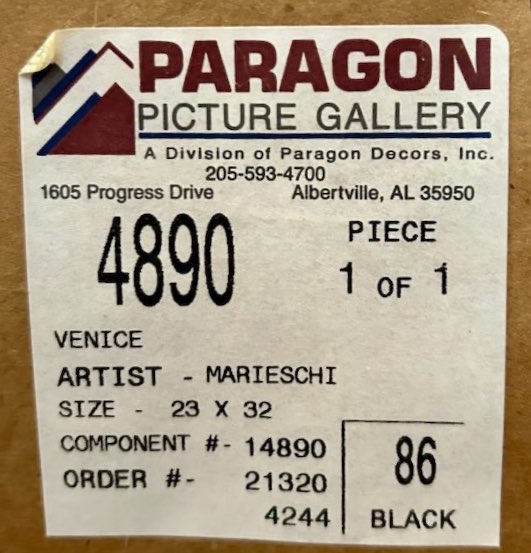 PARAGON
PICTURE GALLERY
A Division of Paragon Decors, Inc.
205-593-4700
1605 Progress Drive Albertville, AL 35950
4890
PIECE
1 OF 1
VENICE
ARTIST - MARIESCHI
SIZE - 23 X 32
COMPONENT #- 14890
ORDER #- 21320
4244
86
BLACK